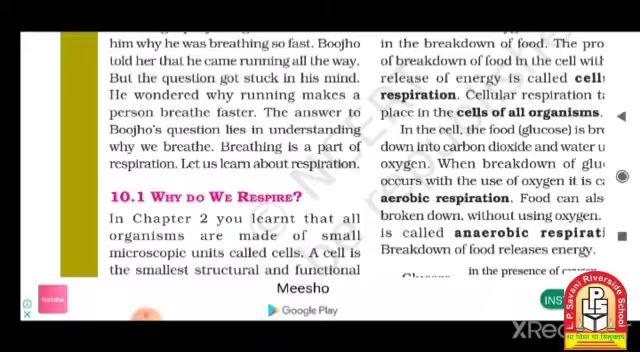 him why he was breathing so fast. Boojho
told her that he came running all the way.
But the question got stuck in his mind.
He wondered why running makes a
person breathe faster. The answer to
Boojho's question lies in understanding
why we breathe. Breathing is a part of
respiration. Let us learn about respiration.
10.1 WHY DO WE RESPIRE?
In Chapter 2 you learnt that all
organisms are made of small
microscopic units called cells. A cell is
the smallest structural and functional
in the breakdown of food. The pro
of breakdown of food in the cell with
release of energy is called cell
respiration. Cellular respiration ta
place in the cells of all organisms.
In the cell, the food (glucose) is bre
down into carbon dioxide and water u
oxygen. When breakdown of glu
occurs with the use of oxygen it is ca
aerobic respiration. Food can als
broken down, without using oxygen.
is called anaerobic respirati
Breakdown of food releases energy.
in the presence of oxygen
Meesho
Google Play
meesho
INS
L. P. Savani Riverside School
LPS
XRec